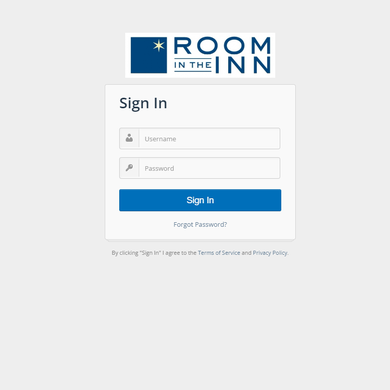 ROOM
IN THE INN
Sign In
Username
Password
Sign In
Forgot Password?
By clicking "Sign In" I agree to the Terms of Service and Privacy Policy.